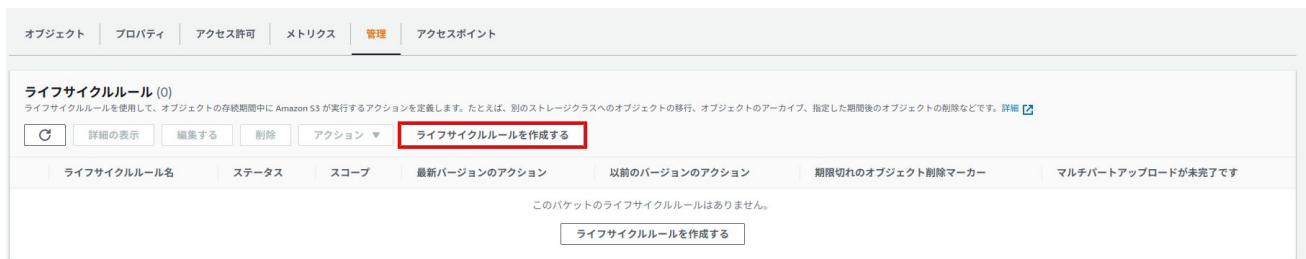 オブジェクト プロパティ アクセス許可 メトリクス 管理 アクセスポイント
ライフサイクルルール (0)
ライフサイクルルールを使用して、オブジェクトの存続期間中に Amazon S3 が実行するアクションを定義します。たとえば、別のストレージクラスへのオブジェクトの移行、オブジェクトのアーカイブ、指定した期間後のオブジェクトの削除などです。詳細
詳細の表示 編集する 削除 アクション ▼ ライフサイクルルールを作成する
ライフサイクルルール名 ステータス スコープ 最新バージョンのアクション 以前のバージョンのアクション 期限切れのオブジェクト削除マーカー マルチパートアップロードが未完了です
このバケットのライフサイクルルールはありません。
ライフサイクルルールを作成する